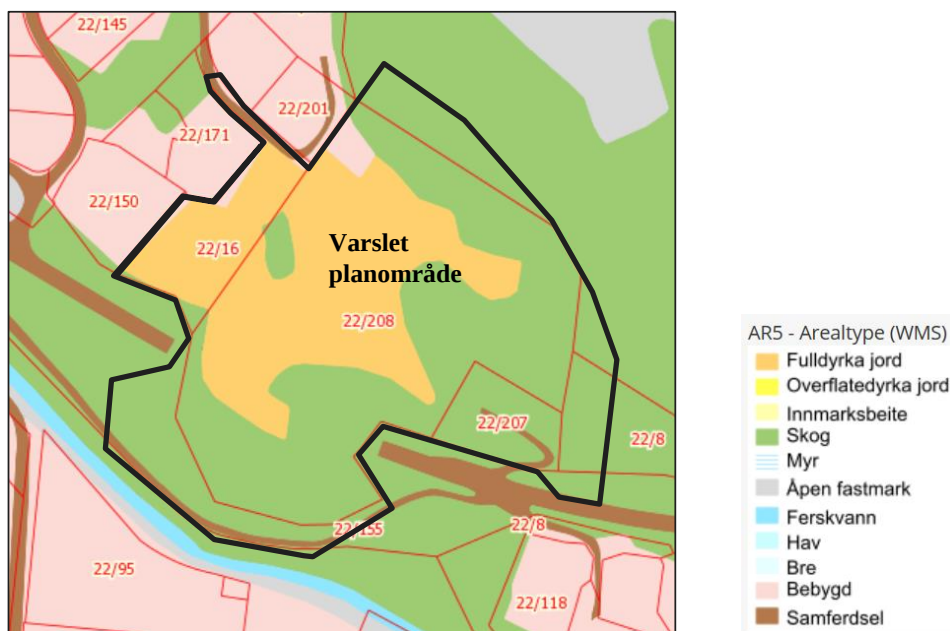 22/145
22/201
22/171
22/150
22/16
Varslet
planområde
22/208
22/207
22/8
22/155
22/8
22/95
22/118
AR5 - Arealtype (WMS)
Fulldyrka jord
Overflatedyrka jord
Innmarksbeite
Skog
Myr
Åpen fastmark
Ferskvann
Hav
Bre
Bebygd
Samferdsel